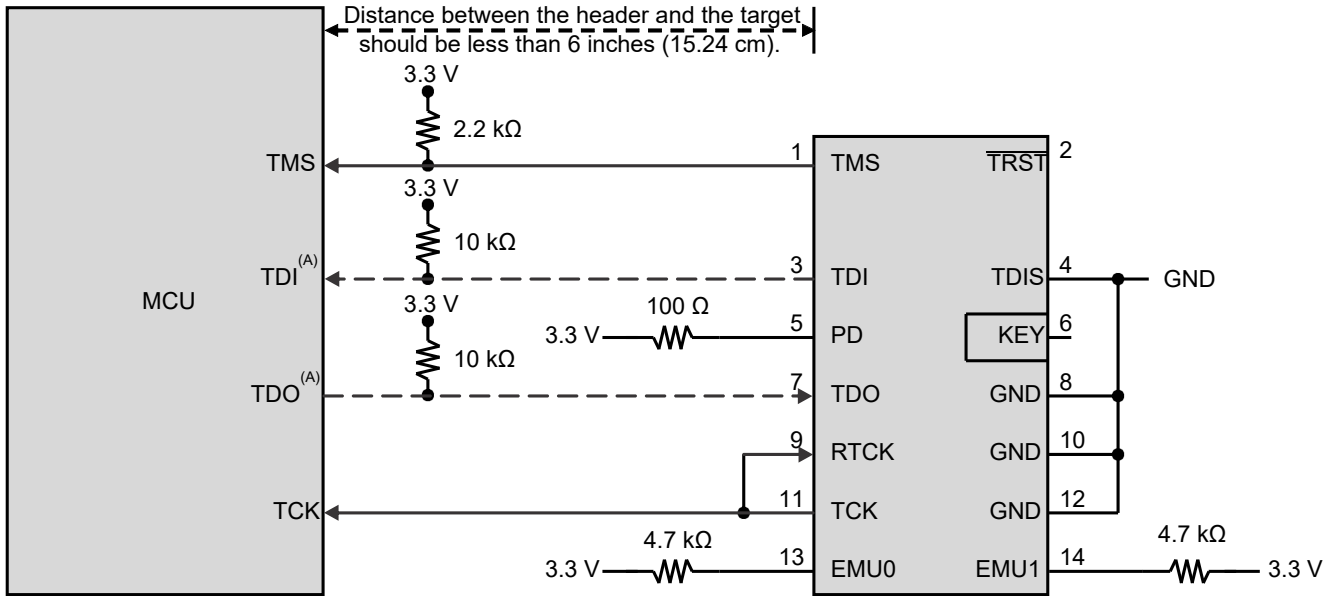 Distance between the header and the target
should be less than 6 inches (15.24 cm).
3.3 V
2.2 kΩ
TMS
1
TMS
TRST
2
3.3 V
10 kΩ
TDI(A)
3
TDI
TDIS
4
GND
MCU
3.3 V
100 Ω
3.3 V
5
PD
KEY
6
10 kΩ
TDO(A)
7
TDO
GND
8
9
RTCK
GND
10
TCK
11
TCK
GND
12
4.7 kΩ
3.3 V
13
EMU0
EMU1
14
4.7 kΩ
3.3 V